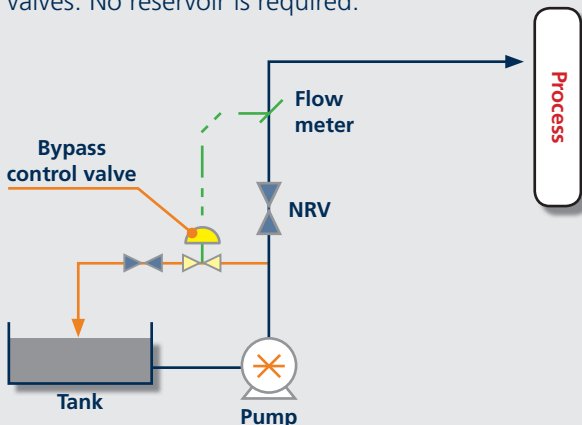 valves. No reservoir is required.
Process
Flow
meter
Bypass
control valve
NRV
Tank
Pump